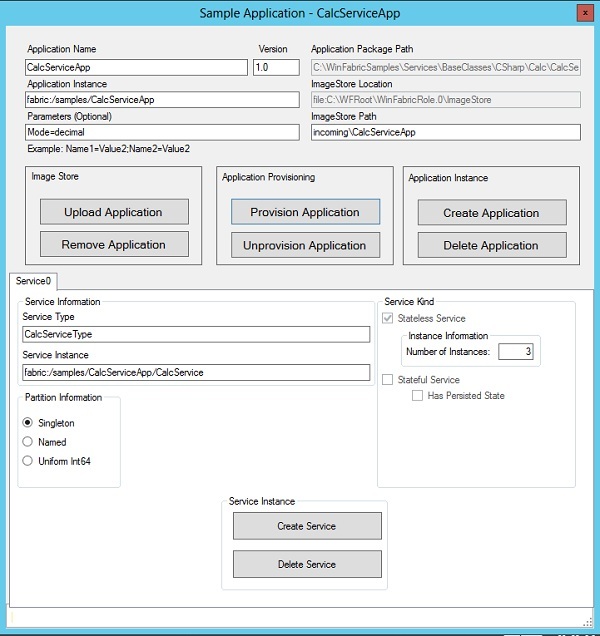 Sample Application - CalcServiceApp
x
Application Name
Version
Application Package Path
CalcServiceApp
1.0
C:\WinFabricSamples\Services\BaseClasses\CSharp\Calc\CalcSe
Application Instance
ImageStore Location
fabric:/samples/CalcServiceApp
file:C:\WFRoot\WinFabricRole.0\ImageStore
Parameters (Optional)
ImageStore Path
Mode=decimal
incoming\CalcServiceApp
Example: Name1=Value2;Name2=Value2
Image Store
Upload Application
Remove Application
Application Provisioning
Provision Application
Unprovision Application
Application Instance
Create Application
Delete Application
Service0
Service Information
Service Type
CalcServiceType
Service Instance
fabric:/samples/CalcServiceApp/CalcService
Service Kind
Stateless Service
Instance Information
Number of Instances:
3
Stateful Service
Has Persisted State
Partition Information
Singleton
Named
Uniform Int64
Service Instance
Create Service
Delete Service